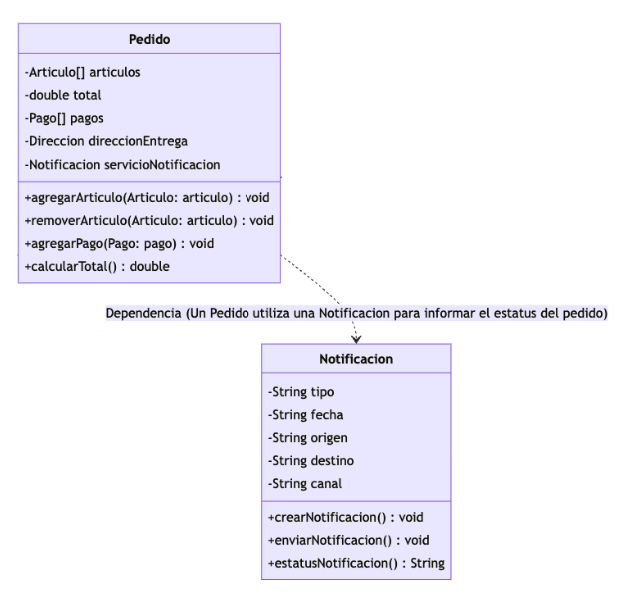 Pedido
-Articulo[] articulos
-double total
-Pago[] pagos
-Direccion direccionEntrega
-Notificacion servicioNotificacion
+agregarArticulo(Articulo: articulo) : void
+removerArticulo(Articulo: articulo) : void
+agregarPago(Pago: pago) : void
+calcularTotal() : double
Dependencia (Un Pedido utiliza una Notificacion para informar el estatus del pedido)
Notificacion
-String tipo
-String fecha
-String origen
-String destino
-String canal
+crearNotificacion() : void
+enviarNotificacion() : void
+estatusNotificacion() : String